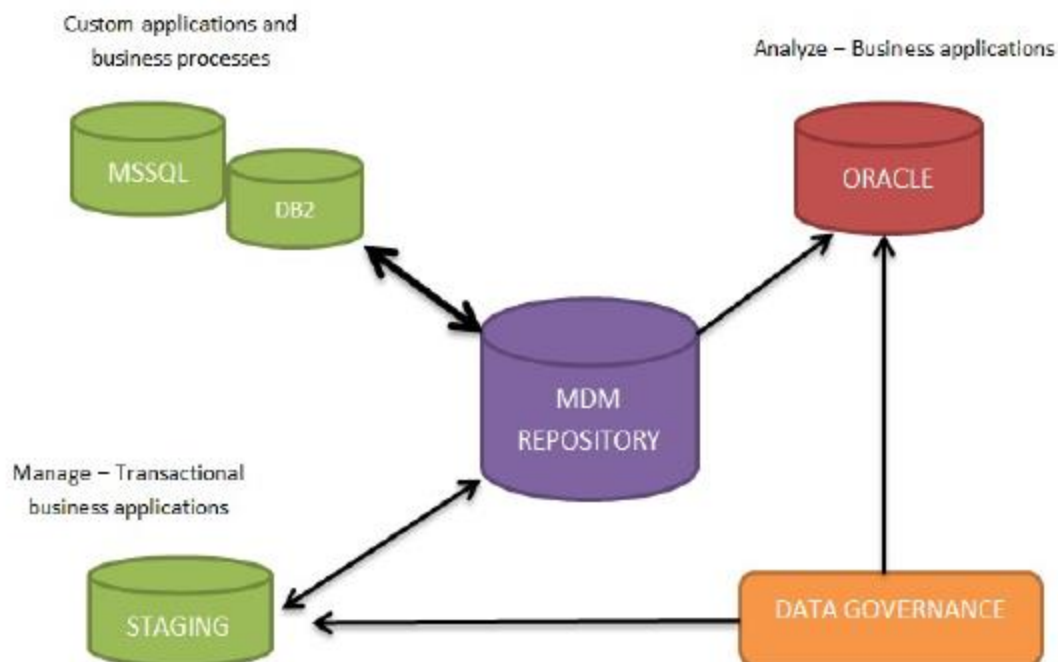 Custom applications and
business processes
Analyze – Business applications
MSSQL
DB2
ORACLE
MDM
REPOSITORY
Manage – Transactional
business applications
STAGING
DATA GOVERNANCE